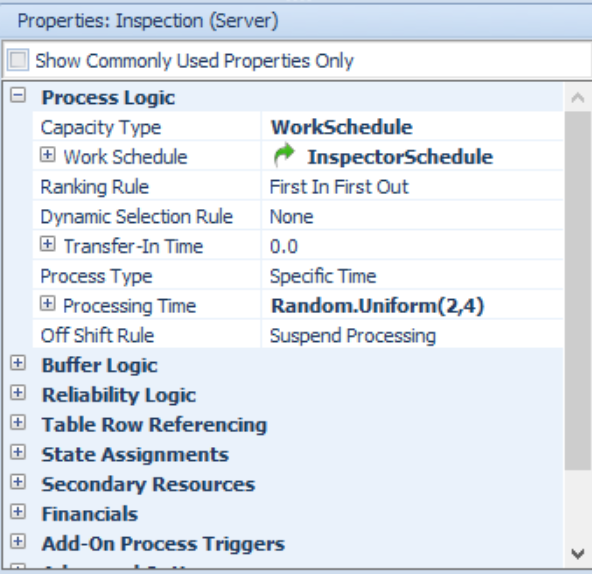 Properties: Inspection (Server)
Show Commonly Used Properties Only
Process Logic
Capacity Type WorkSchedule
Work Schedule InspectorSchedule
Ranking Rule First In First Out
Dynamic Selection Rule None
Transfer-In Time 0.0
Process Type Specific Time
Processing Time Random.Uniform(2,4)
Off Shift Rule Suspend Processing
Buffer Logic
Reliability Logic
Table Row Referencing
State Assignments
Secondary Resources
Financials
Add-On Process Triggers